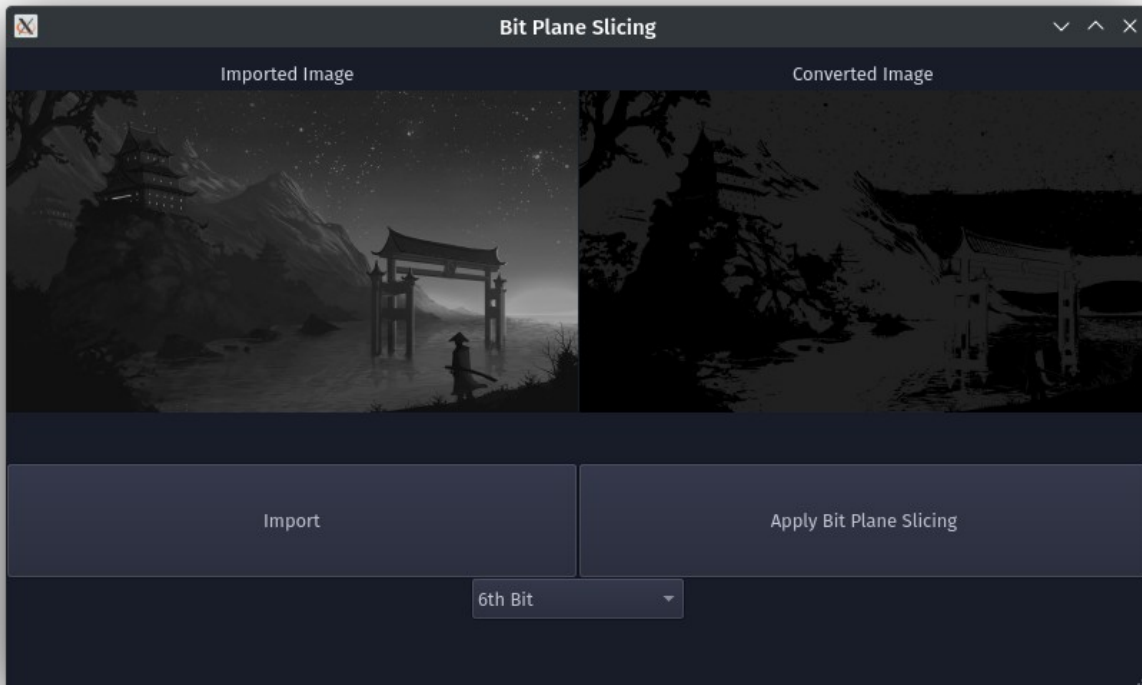 Bit Plane Slicing
Imported Image
Converted Image
Import
Apply Bit Plane Slicing
6th Bit